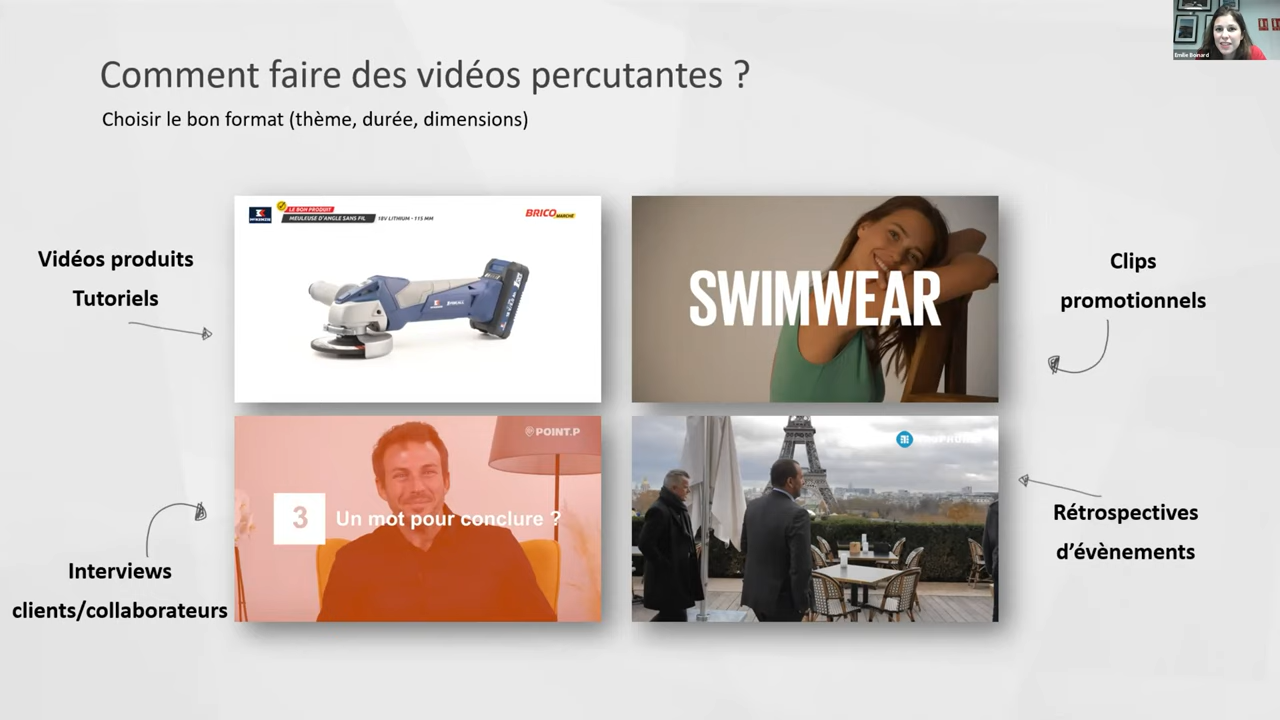 Emilie Boinard
Comment faire des vidéos percutantes ?
Choisir le bon format (thème, durée, dimensions)
LE BON PRODUIT
MEULEUSE D'ANGLE SANS FIL 18V LITHIUM - 115 MM
BRICO MARCHÉ
Vidéos produits
Tutoriels
SWIMWEAR
Clips
promotionnels
POINT.P
3 Un mot pour conclure ?
Interviews
clients/collaborateurs
Rétrospectives
d'évènements